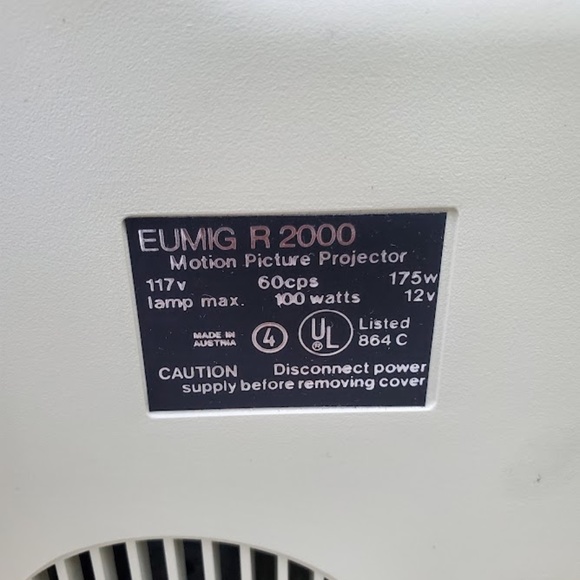 EUMIG R 2000
Motion Picture Projector
117v 60cps 175w
lamp max. 100 watts 12v
MADE IN
AUSTRIA
4
UL
®
Listed
864 C
CAUTION Disconnect power
supply before removing cover